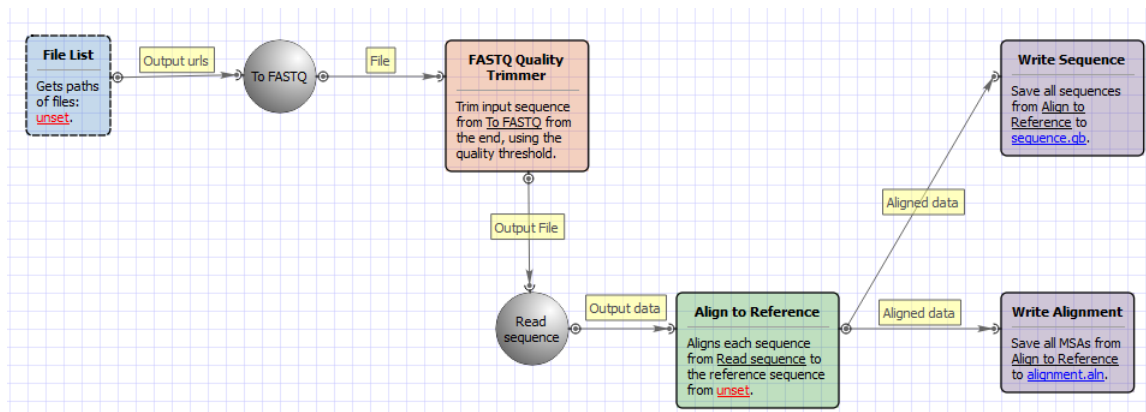 File List
Gets paths
of files:
unset.
Output urls
To FASTQ
File
FASTQ Quality
Trimmer
Trim input sequence
from To FASTQ from
the end, using the
quality threshold.
Output File
Read
sequence
Output data
Align to Reference
Aligns each sequence
from Read sequence to
the reference sequence
from unset.
Aligned data
Write Sequence
Save all sequences
from Align to
Reference to
sequence.gb.
Aligned data
Write Alignment
Save all MSAs from
Align to Reference
to alignment.aln.